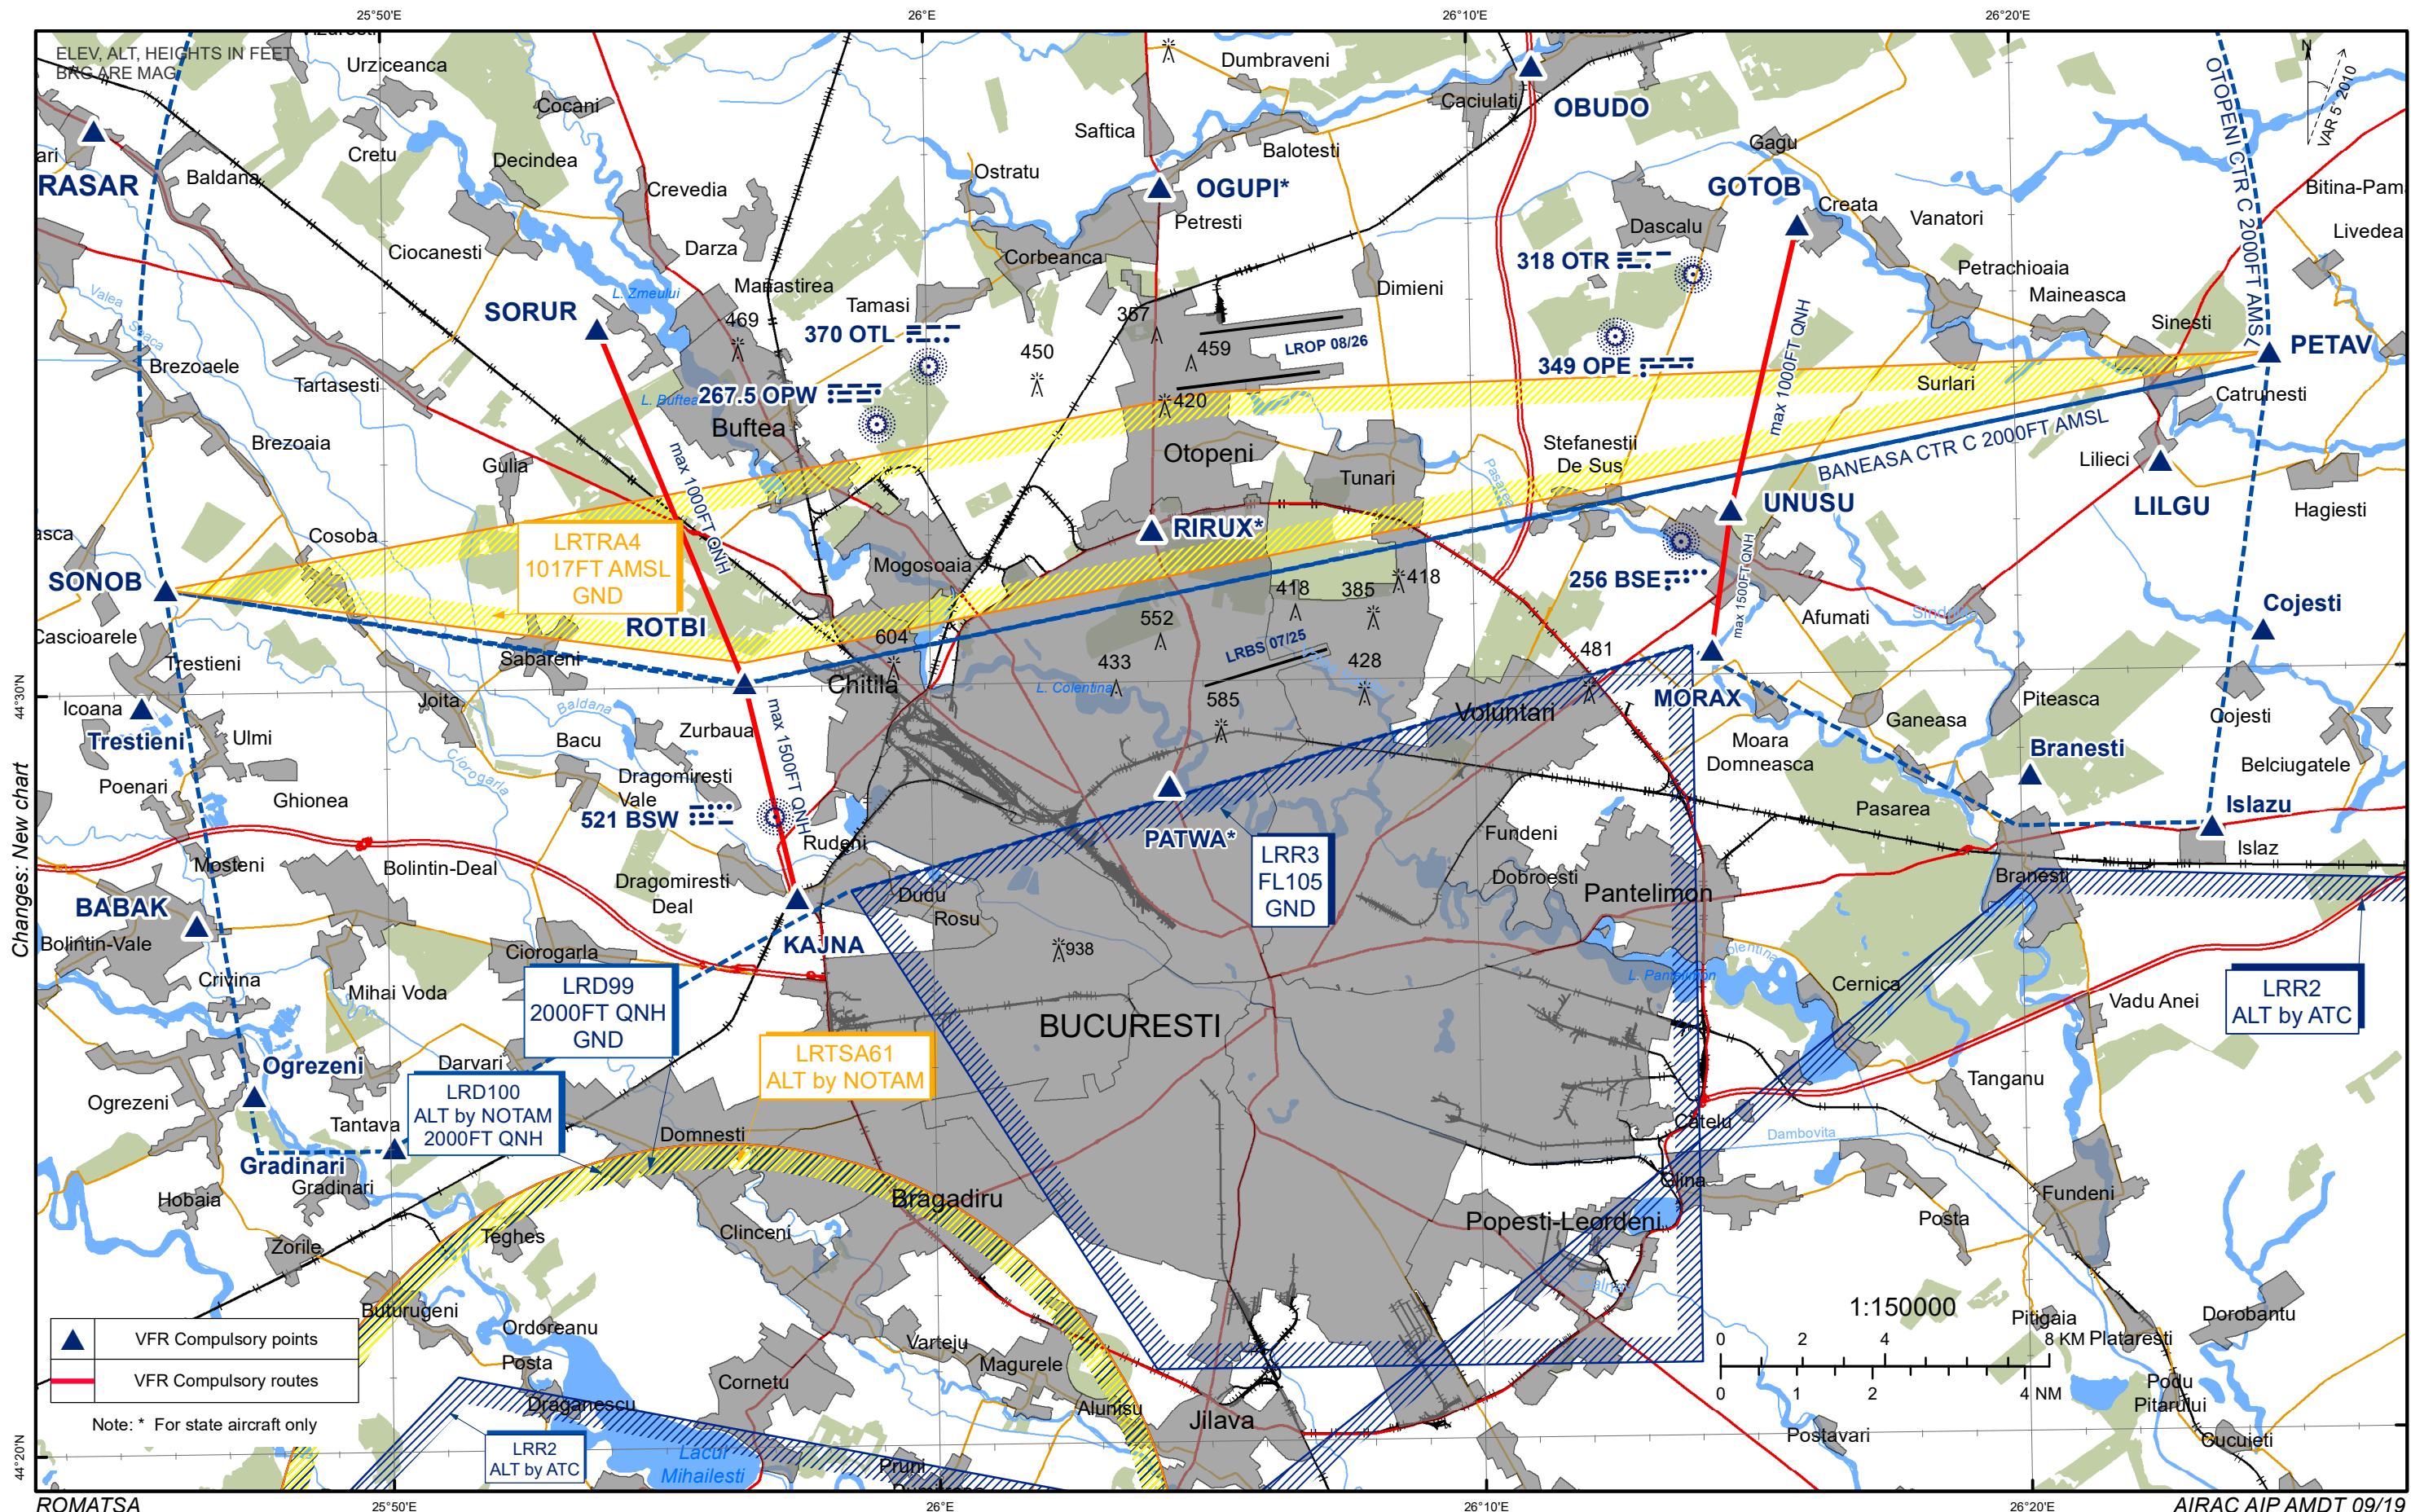 25°50'E
26°E
26°10'E
26°20'E
ELEV, ALT, HEIGHTS IN FEET
BRG ARE MAG
Urziceanca
Cocani
Dumbraveni
Caciulati
OBUDO
OTOPENI CTR C 2000FT AMSL
N
VAR 5° 2010
RASAR
Baldana
Cretu
Decindea
Crevedia
Ostratu
Saftica
Balotesti
OGUPI*
Petresti
Gagu
GOTOB
Creata
Vanatori
Bitina-Pam
Livedea
Ciocanesti
Darza
Corbeanca
Dascalu
318 OTR
Petrachioaia
Maineasca
Valea
Seaca
SORUR
L. Zmeului
Manastirea
Tamasi
469
370 OTL
357
459
450
Dimieni
LROP 08/26
349 OPE
max 1000FT QNH
Sinesti
PETAV
Brezoaele
Tartasesti
267.5 OPW
L. Buftea
Buftea
420
Surlari
Catrunesti
Brezoaia
Gulia
max 1000FT QNH
Otopeni
Tunari
Pasarea
Stefanestii
De Sus
BANEASA CTR C 2000FT AMSL
Lilieci
UNUSU
LILGU
Hagiesti
Cosoba
LRTRA4
1017FT AMSL
GND
RIRUX*
Mogosoaia
SONOB
Cascioarele
ROTBI
604
552
418
385
418
256 BSE
max 1500FT QNH
Afumati
Sindrilita
Cojesti
Trestieni
Sabareni
Chitila
433
L. Colentina
LRBS 07/25
428
585
481
44°30'N
Icoana
Trestieni
Ulmi
Joita
Baldana
Bacu
Zurbaua
max 1500FT QNH
Voluntari
MORAX
Moara
Domneasca
Ganeasa
Piteasca
Cojesti
Branesti
Belciugatele
Poenari
Ghionea
Ciorogarla
Dragomiresti
Vale
521 BSW
Rudeni
PATWA*
LRR3
FL105
GND
Fundeni
Pasarea
Islazu
Islaz
Mosteni
Bolintin-Deal
Dragomiresti
Deal
Dudu
Rosu
Dobroesti
Pantelimon
Branesti
BABAK
Bolintin-Vale
KAJNA
938
Ciorogarla
Colentina
L. Pantelimon
Cernica
Crivina
Mihai Voda
LRD99
2000FT QNH
GND
BUCURESTI
Vadu Anei
LRR2
ALT by ATC
Ogrezeni
Ogrezeni
Darvari
LRTSA61
ALT by NOTAM
Tanganu
Tantava
LRD100
ALT by NOTAM
2000FT QNH
Domnesti
Catelu
Dambovita
Gradinari
Gradinari
Hobaia
Bragadiru
Glina
Fundeni
Zorile
Teghes
Clinceni
Popesti-Leordeni
Posta
Calnau
Buturugeni
Ordoreanu
1:150000
Pitigaia
Dorobantu
VFR Compulsory points
VFR Compulsory routes
Note: * For state aircraft only
Posta
Varteju
Magurele
0 2 4 8 KM
Plataresti
0 1 2 4 NM
Cornetu
Draganescu
Alunisu
Jilava
Podu
Pitarului
Postavari
Cucuieti
LRR2
ALT by ATC
Lacul
Mihailesti
Pruni
44°20'N
25°50'E
26°E
26°10'E
26°20'E
Changes: New chart
ROMATSA
AIRAC AIP AMDT 09/19